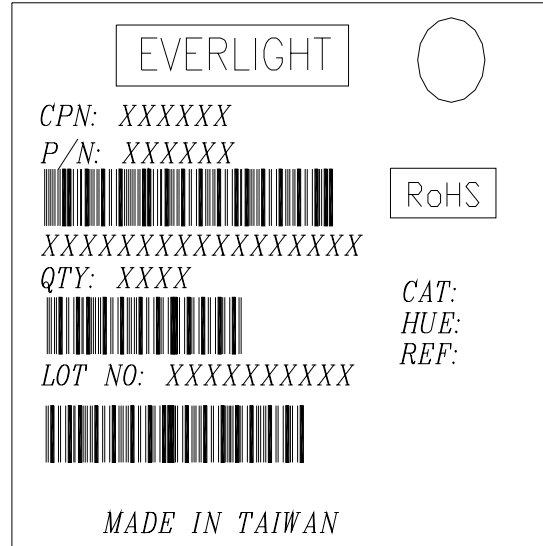 EVERLIGHT
CPN: XXXXXX
P/N: XXXXXX
RoHS
XXXXXXXXXXXXXXXXX
QTY: XXXX
CAT:
HUE:
REF:
LOT NO: XXXXXXXXXX
MADE IN TAIWAN